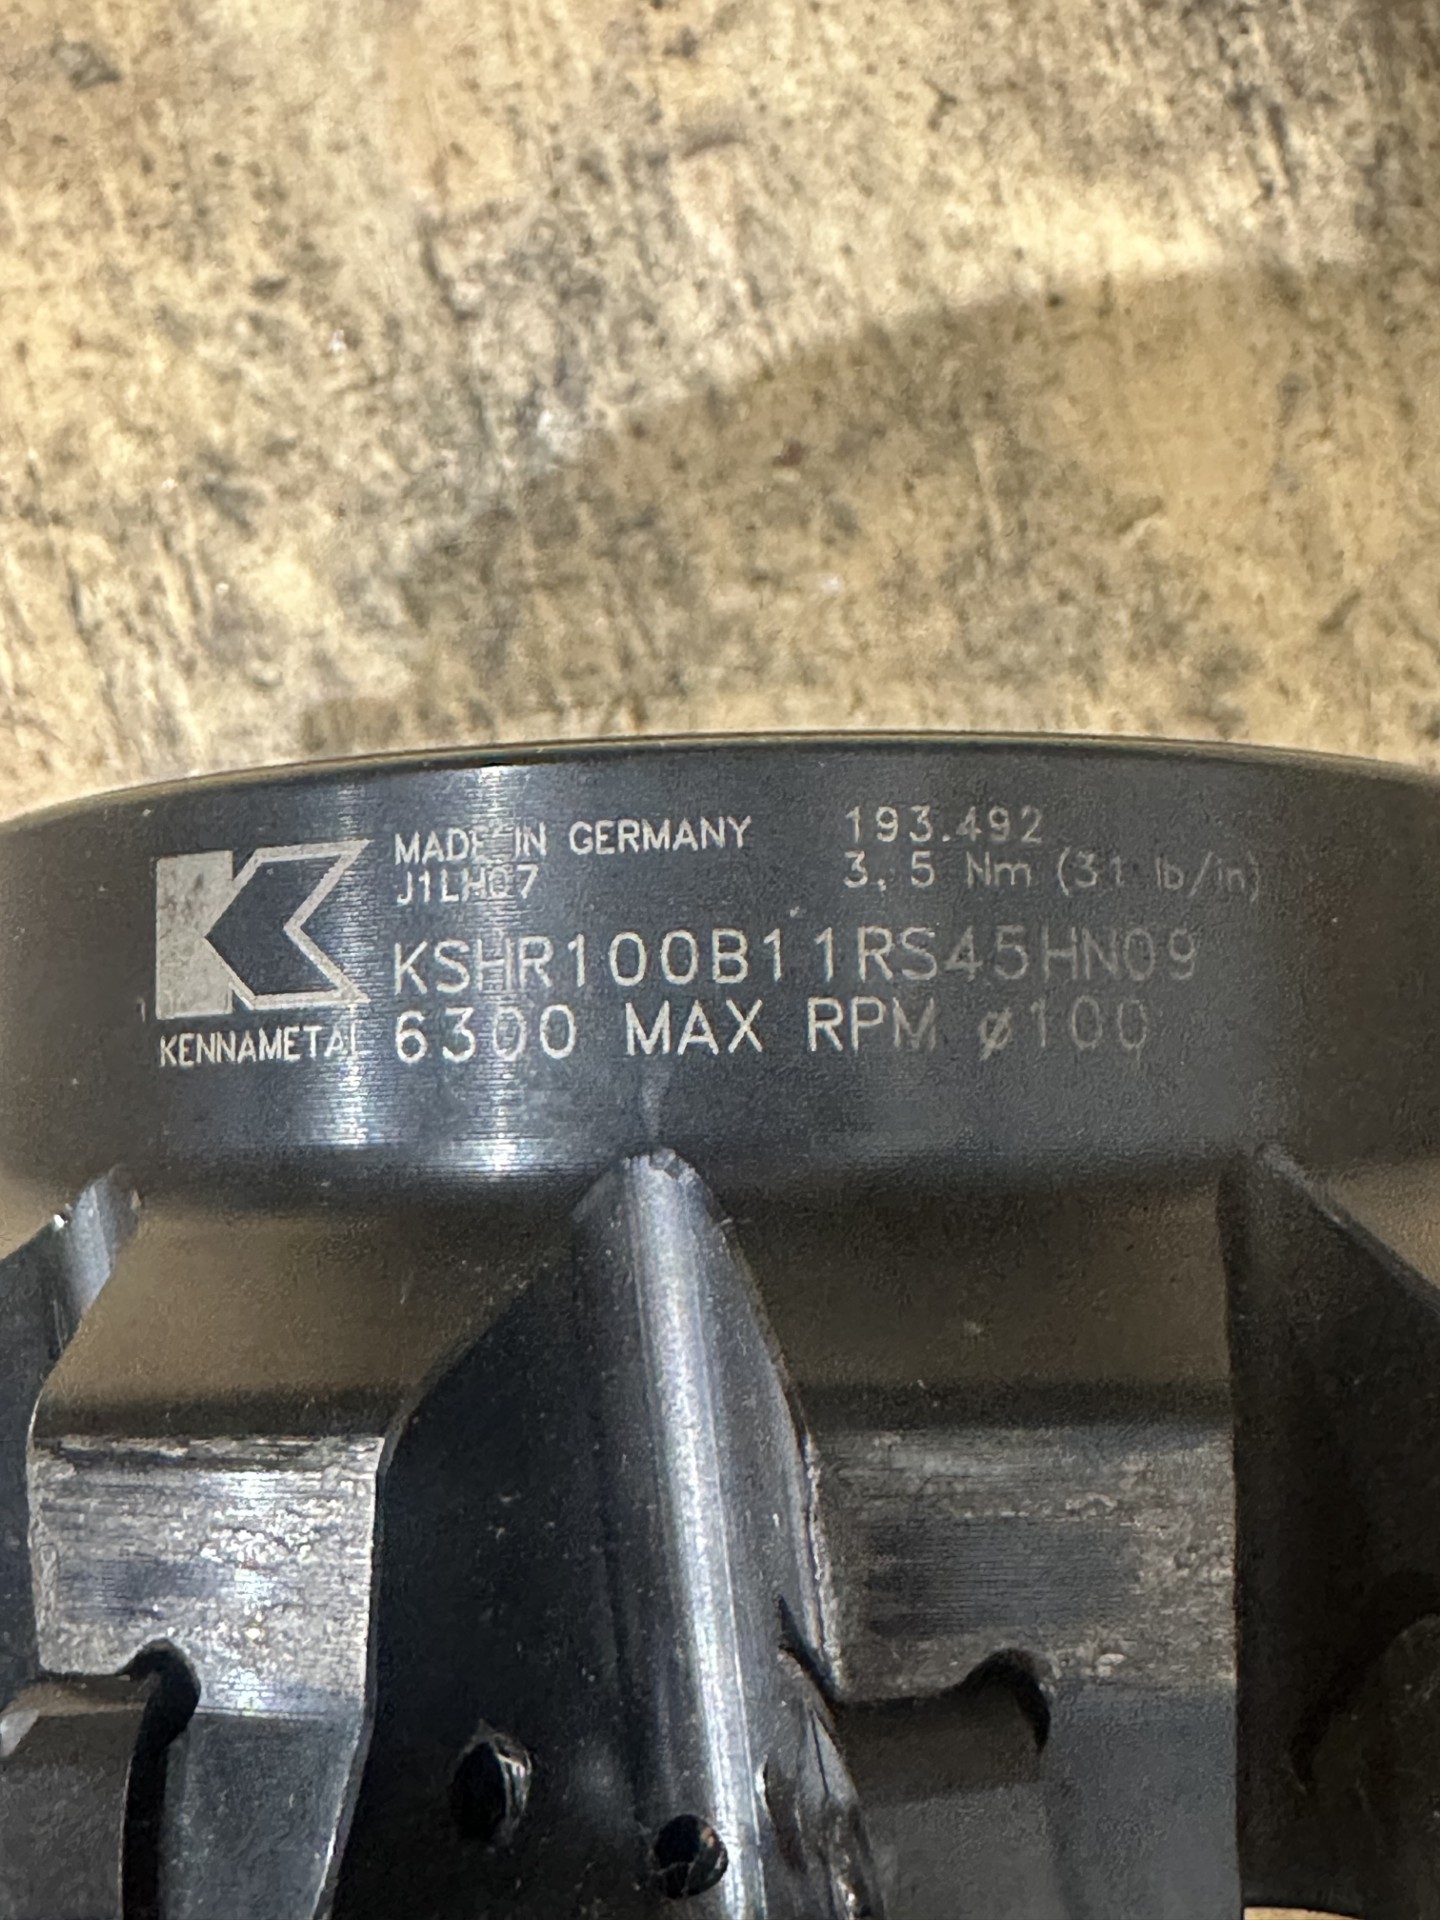 MADE IN GERMANY
J1LH07
193.492
3,5 Nm (31 lb/in)
KSHR100B11RS45HN09
6300 MAX RPM ø100
KENNAMETAL